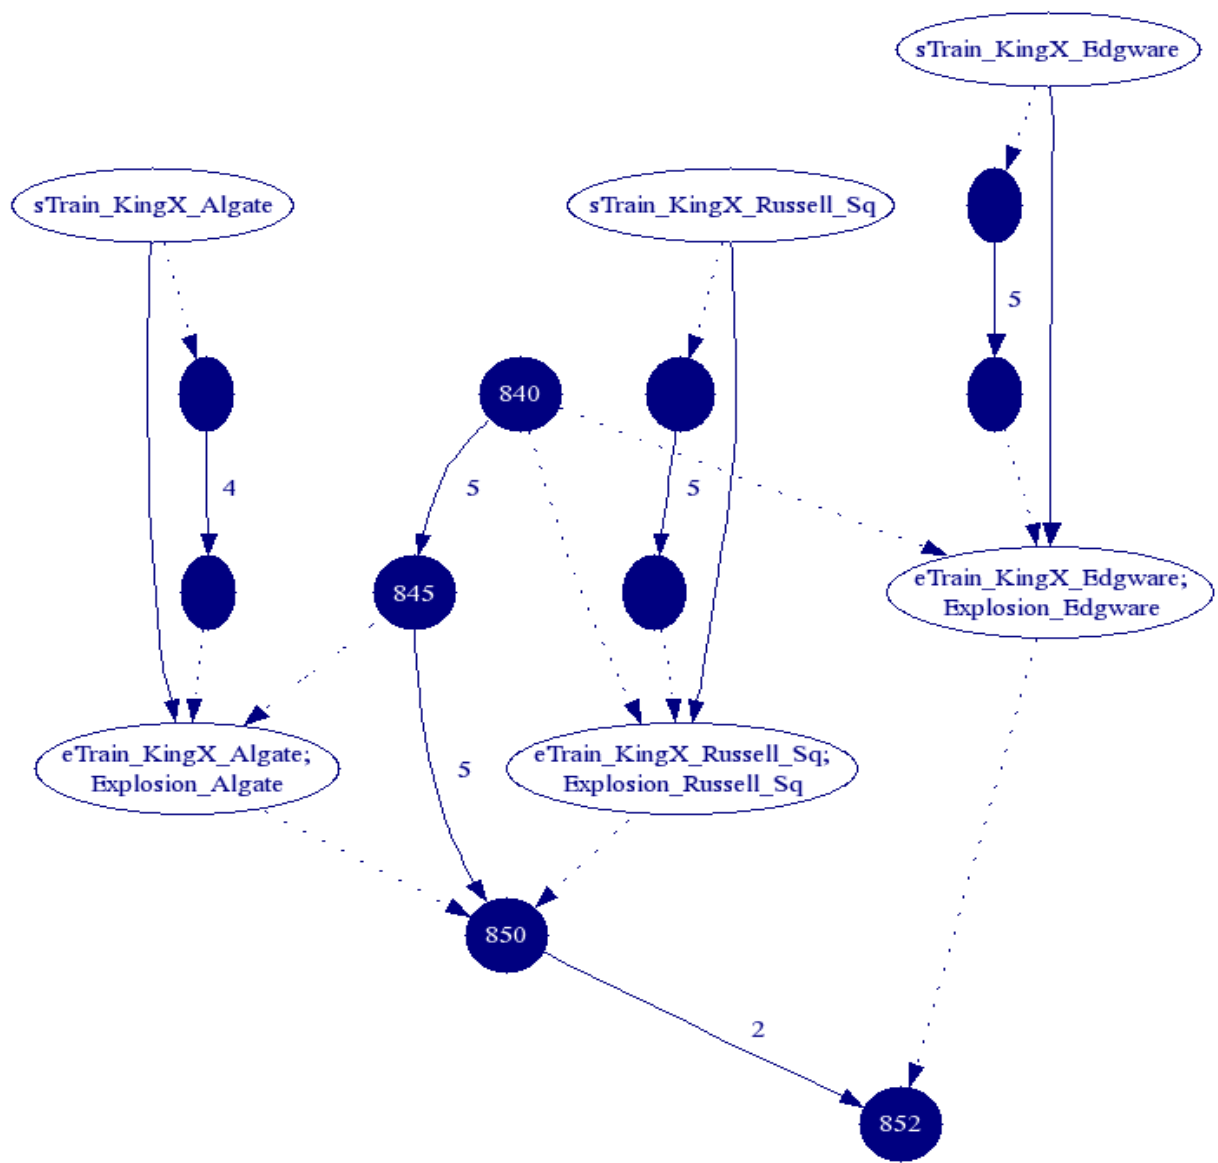 sTrain_KingX_Edgware
sTrain_KingX_Algate
sTrain_KingX_Russell_Sq
5
840
4
5
5
845
eTrain_KingX_Edgware;
Explosion_Edgware
eTrain_KingX_Algate;
Explosion_Algate
5
eTrain_KingX_Russell_Sq;
Explosion_Russell_Sq
850
2
852